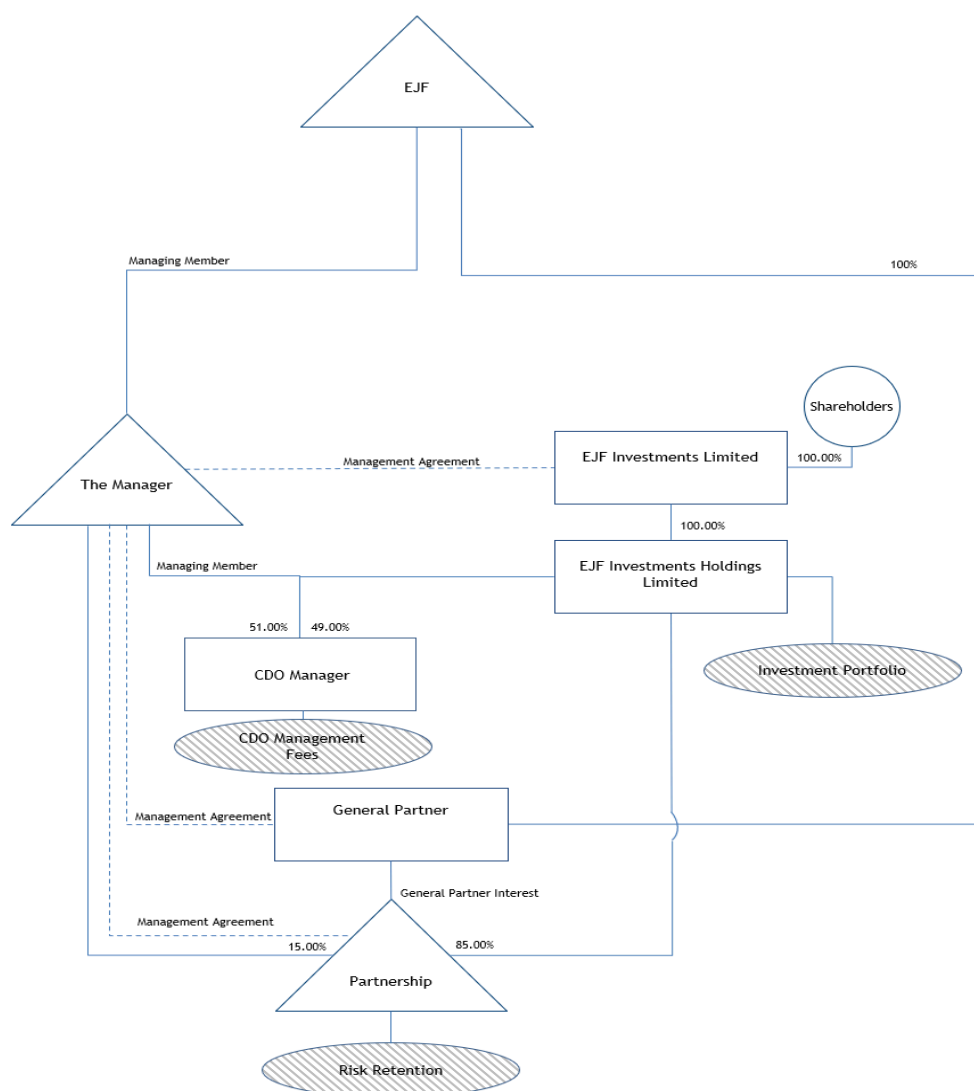 EJF
Managing Member
100%
Shareholders
Management Agreement
EJF Investments Limited
100.00%
The Manager
100.00%
Managing Member
EJF Investments Holdings
Limited
51.00%
49.00%
CDO Manager
Investment Portfolio
CDO Management
Fees
General Partner
Management Agreement
General Partner Interest
Management Agreement
15.00%
85.00%
Partnership
Risk Retention